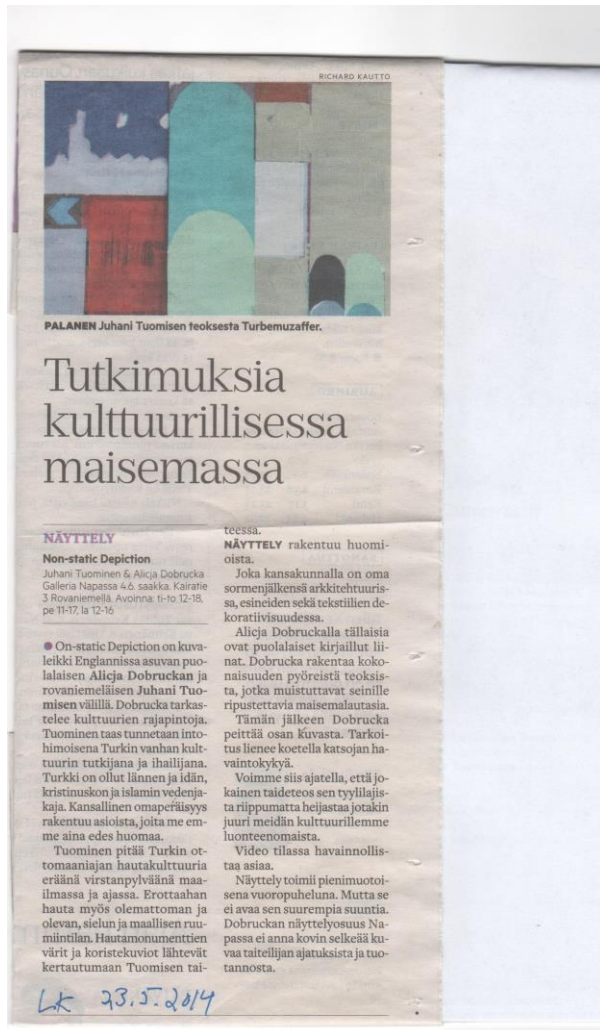 RICHARD KAUTTO
PALANEN Juhani Tuomisen teoksesta Turbemuzaffer.
Tutkimuksia
kulttuurillisessa
maisemassa
NÄYTTELY
Non-static Depiction
Juhani Tuominen & Alicja Dobrucka
Galleria Napassa 4.6. saakka. Kairatie
3 Rovaniemellä. Avoinna: ti-to 12-18,
pe 11-17, la 12-16
● On-static Depiction on kuva-
leikki Englannissa asuvan puo-
lalaisen Alicja Dobruckan ja
rovaniemeläisen Juhani Tuo-
misen välillä. Dobrucka tarkas-
telee kulttuurien rajapintoja.
Tuominen taas tunnetaan into-
himoisena Turkin vanhan kult-
tuurin tutkijana ja ihailijana.
Turkki on ollut lännen ja idän,
kristinuskon ja islamin vedenja-
kaja. Kansallinen omaperäisyys
rakentuu asioista, joita me em-
me aina edes huomaa.
Tuominen pitää Turkin ot-
tomaaniajan hautakulttuuria
eräänä virstanpylväänä maa-
ilmassa ja ajassa. Erottaahan
hauta myös olemattoman ja
olevan, sielun ja maallisen ruu-
miintilan. Hautamonumenttien
värit ja koristekuviot lähtevät
kertautumaan Tuomisen tai-
teessa.
NÄYTTELY rakentuu huomi-
oista.
Joka kansakunnalla on oma
sormenjälkensä arkkitehtuuris-
sa, esineiden sekä tekstiilien de-
koratiivisuudessa.
Alicja Dobruckalla tällaisia
ovat puolalaiset kirjaillut lii-
nat. Dobrucka rakentaa koko-
naisuuden pyöreistä teoksis-
ta, jotka muistuttavat seinille
ripustettavia maisemalautasia.
Tämän jälkeen Dobrucka
peittää osan kuvasta. Tarkoi-
tus lienee koetella katsojan ha-
vaintokykyä.
Voimme siis ajatella, että jo-
kainen taideteos sen tyylilajis-
ta riippumatta heijastaa jotakin
juuri meidän kulttuurillemme
luonteenomaista.
Video tilassa havainnollis-
taa asiaa.
Näyttely toimii pienimuotoi-
sena vuoropuheluna. Mutta se
ei avaa sen suurempia suuntia.
Dobruckan näyttelyosuus Na-
passa ei anna kovin selkeää ku-
vaa taiteilijan ajatuksista ja tuo-
tannosta.
LK 23.5.2014